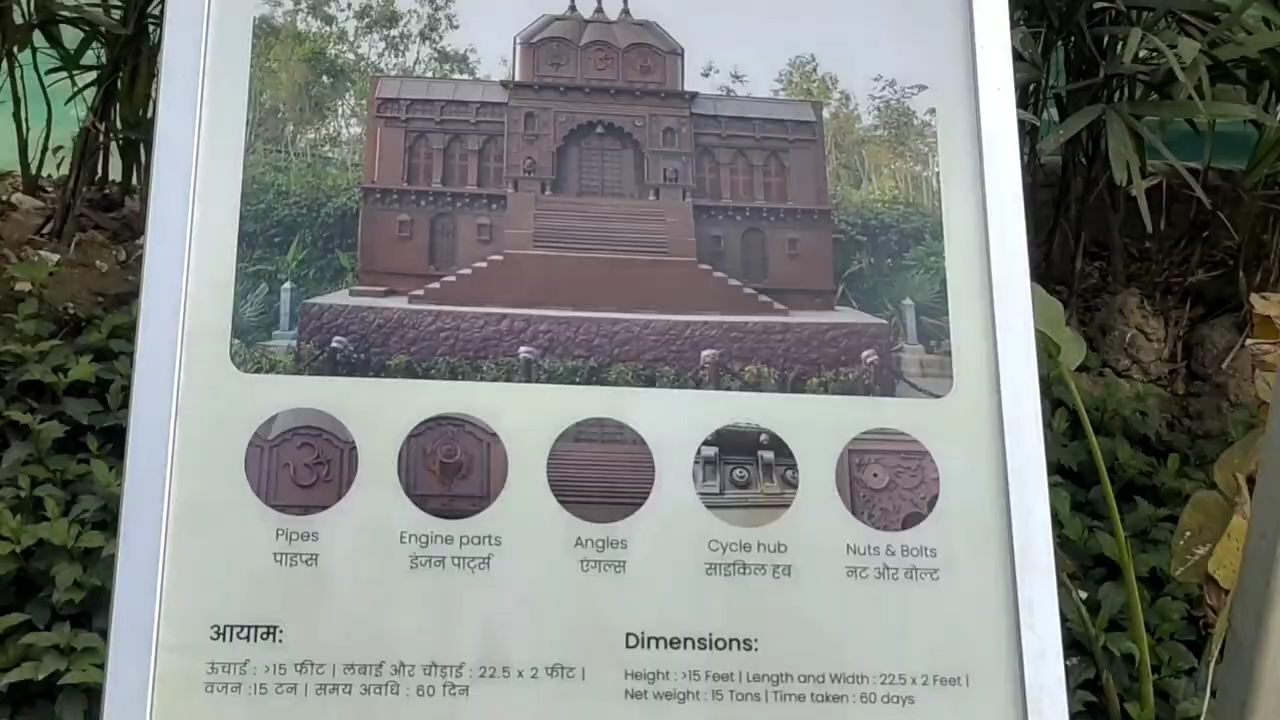 Pipes
पाइप्स
Engine parts
इंजन पार्ट्स
Angles
एंगल्स
Cycle hub
साइकिल हब
Nuts & Bolts
नट और बोल्ट
आयाम:
ऊंचाई : >15 फीट | लंबाई और चौड़ाई : 22.5 x 2 फीट |
वजन :15 टन | समय अवधि : 60 दिन
Dimensions:
Height : >15 Feet | Length and Width : 22.5 x 2 Feet |
Net weight : 15 Tons | Time taken : 60 days